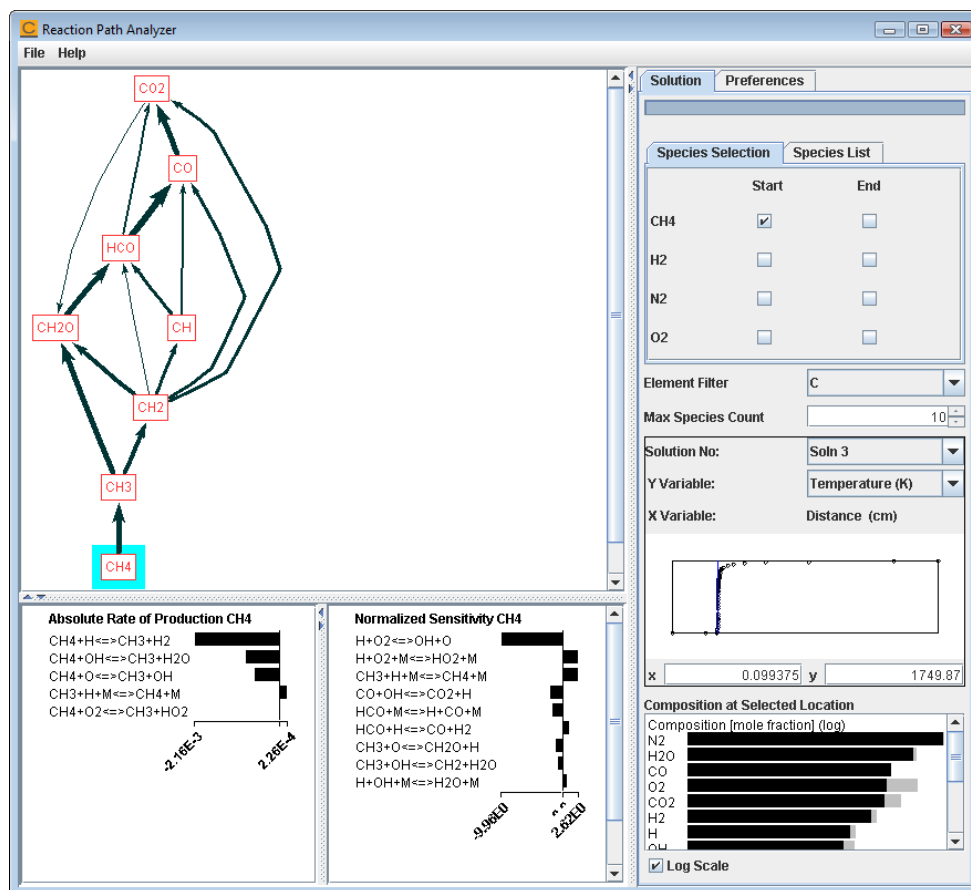 C Reaction Path Analyzer
File Help
CO2
CO
HCO
CH2O
CH
CH2
CH3
CH4
Solution Preferences
Species Selection Species List
Start End
CH4
H2
N2
O2
Element Filter C
Max Species Count 10
Solution No: Soln 3
Y Variable: Temperature (K)
X Variable: Distance (cm)
x 0.099375 y 1749.87
Composition at Selected Location
Composition [mole fraction] (log)
N2
H2O
CO
O2
CO2
H2
H
OH
Log Scale
Absolute Rate of Production CH4
CH4+H<=>CH3+H2
CH4+OH<=>CH3+H2O
CH4+O<=>CH3+OH
CH3+H+M<=>CH4+M
CH4+O2<=>CH3+HO2
-2.16E-3 2.26E-4
Normalized Sensitivity CH4
H+O2<=>OH+O
H+O2+M<=>HO2+M
CH3+H+M<=>CH4+M
CO+OH<=>CO2+H
HCO+M<=>H+CO+M
HCO+H<=>CO+H2
CH3+O<=>CH2O+H
CH3+OH<=>CH2+H2O
H+OH+M<=>H2O+M
-9.96E0 2.62E0